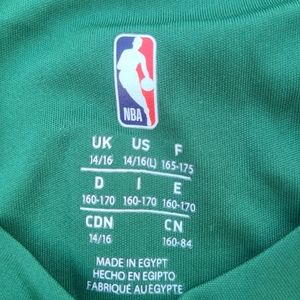 NBA
UK US F
14/16 14/16(L) 165-175
D I E
160-170 160-170 160-170
CDN CN
14/16 160-84
MADE IN EGYPT
HECHO EN EGIPTO
FABRIQUÉ AU EGYPTE